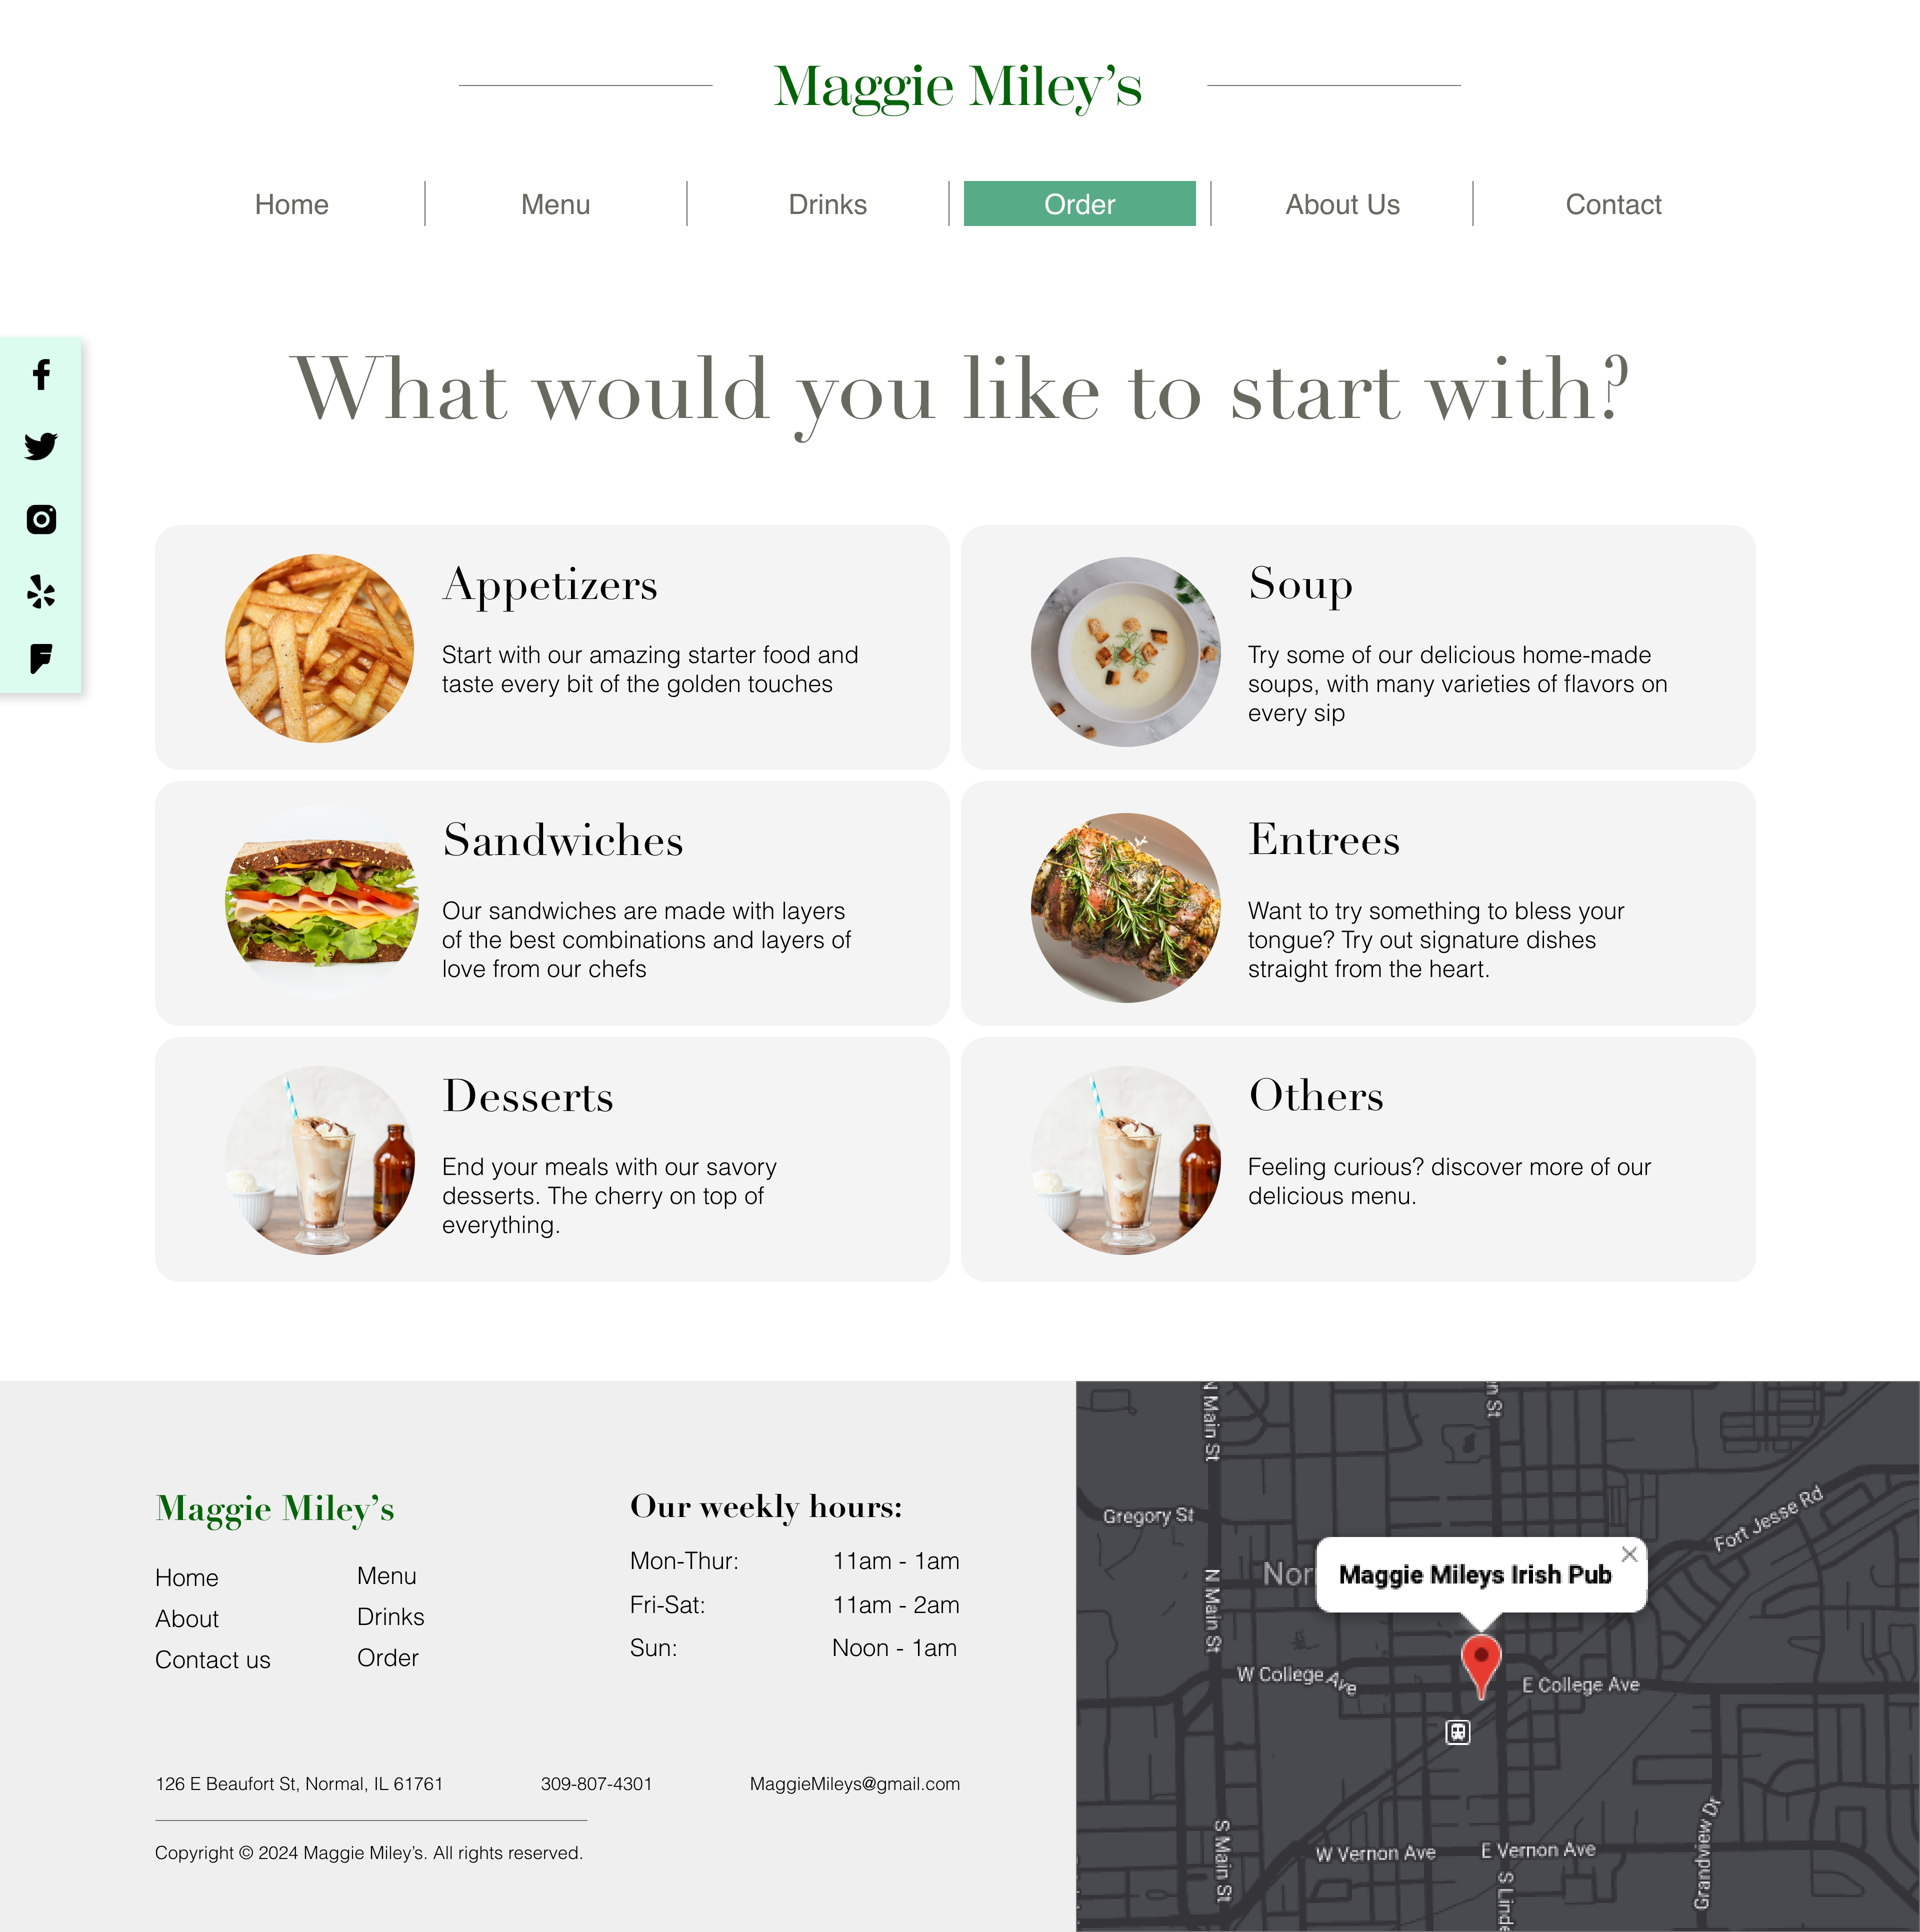 Maggie Miley’s
Home
Menu
Drinks
Order
About Us
Contact
What would you like to start with?
Appetizers
Start with our amazing starter food and
taste every bit of the golden touches
Soup
Try some of our delicious home-made
soups, with many varieties of flavors on
every sip
Sandwiches
Our sandwiches are made with layers
of the best combinations and layers of
love from our chefs
Entrees
Want to try something to bless your
tongue? Try out signature dishes
straight from the heart.
Desserts
End your meals with our savory
desserts. The cherry on top of
everything.
Others
Feeling curious? discover more of our
delicious menu.
Maggie Miley’s
Home
About
Contact us
Menu
Drinks
Order
Our weekly hours:
Mon-Thur: 11am - 1am
Fri-Sat: 11am - 2am
Sun: Noon - 1am
126 E Beaufort St, Normal, IL 61761
309-807-4301
MaggieMileys@gmail.com
Copyright © 2024 Maggie Miley’s. All rights reserved.
N Main St
n St
Gregory St
Fort Jesse Rd
Nor
Maggie Mileys Irish Pub
N Main St
W College Ave
E College Ave
Grandview Dr
S Main St
W Vernon Ave
E Vernon Ave
S Linde